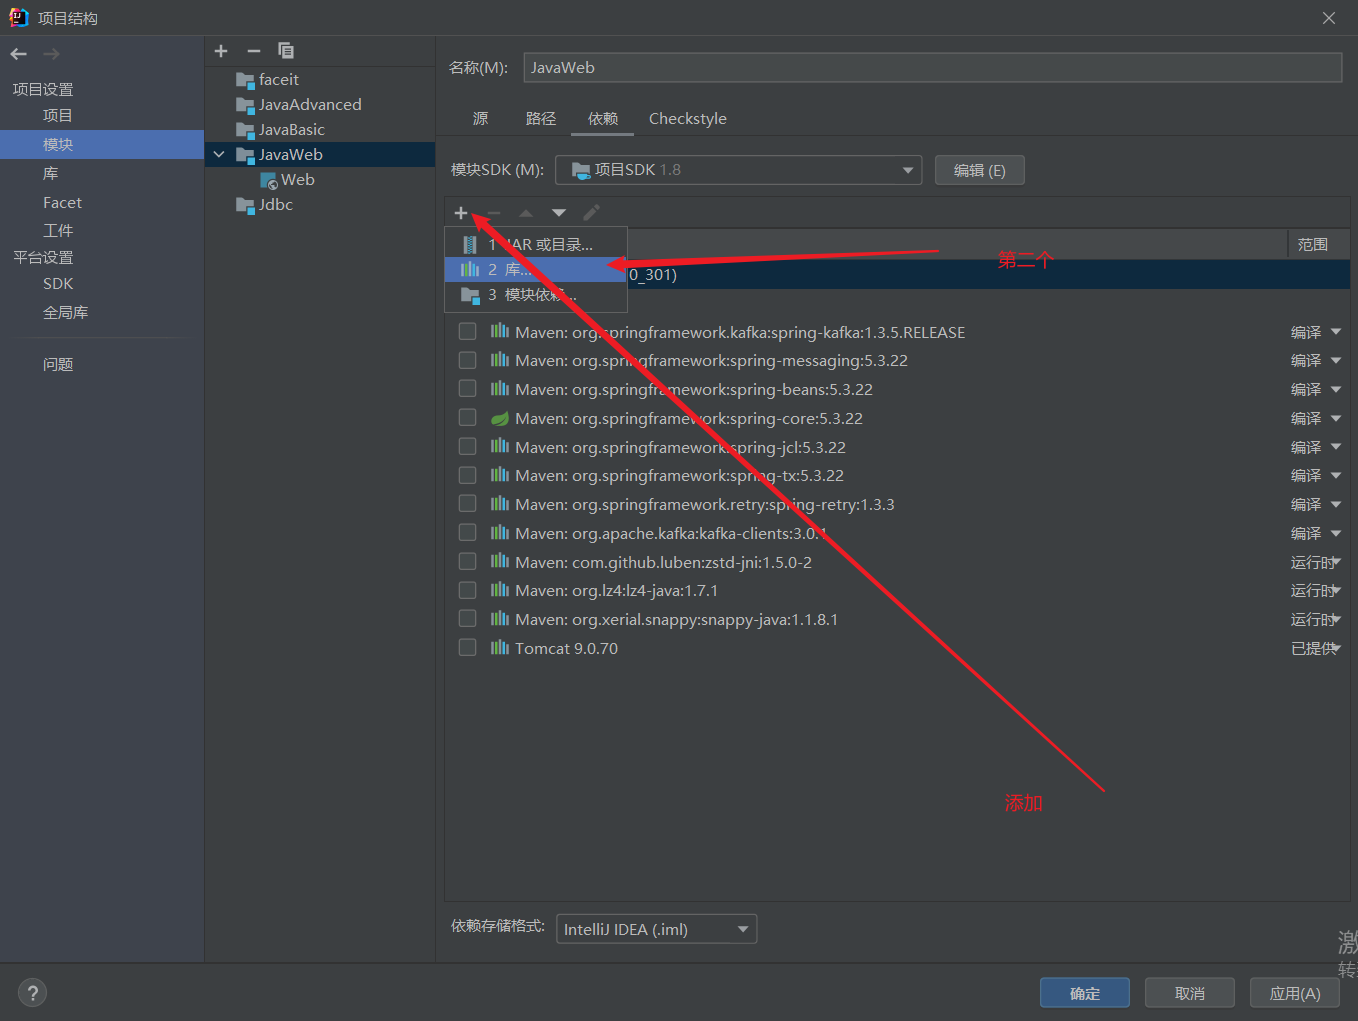 项目结构
项目设置
项目
模块
库
Facet
工件
平台设置
SDK
全局库
问题
faceit
JavaAdvanced
JavaBasic
JavaWeb
Web
Jdbc
名称(M): JavaWeb
源 路径 依赖 Checkstyle
模块SDK (M): 项目SDK 1.8 编辑 (E)
范围
1 JAR 或目录...
2 库...
3 模块依赖...
0_301)
第二个
Maven: org.springframework.kafka:spring-kafka:1.3.5.RELEASE 编译
Maven: org.springframework:spring-messaging:5.3.22 编译
Maven: org.springframework:spring-beans:5.3.22 编译
Maven: org.springframework:spring-core:5.3.22 编译
Maven: org.springframework:spring-jcl:5.3.22 编译
Maven: org.springframework:spring-tx:5.3.22 编译
Maven: org.springframework.retry:spring-retry:1.3.3 编译
Maven: org.apache.kafka:kafka-clients:3.0.1 编译
Maven: com.github.luben:zstd-jni:1.5.0-2 运行时
Maven: org.lz4:lz4-java:1.7.1 运行时
Maven: org.xerial.snappy:snappy-java:1.1.8.1 运行时
Tomcat 9.0.70 已提供
添加
依赖存储格式: IntelliJ IDEA (.iml)
激
转
? 确定 取消 应用(A)